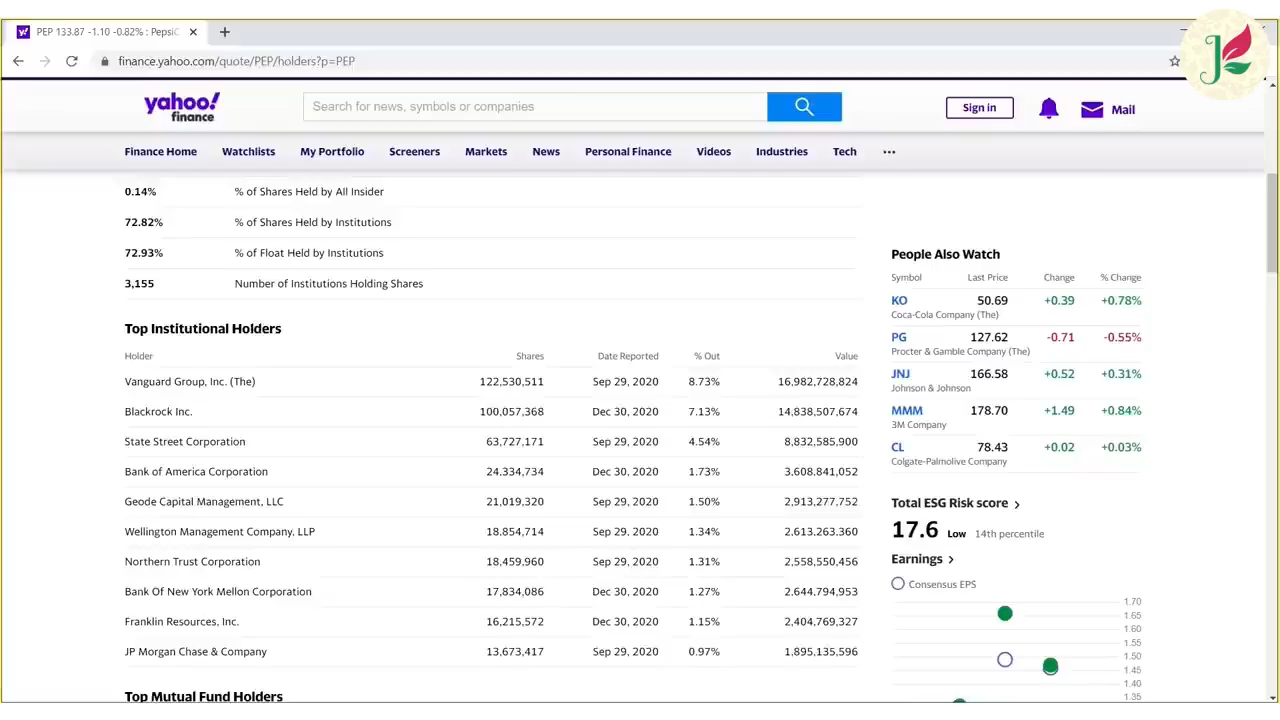 PEP 133.87 -1.10 -0.82% : PepsiC
finance.yahoo.com/quote/PEP/holders?p=PEP
yahoo!
finance
Search for news, symbols or companies
Sign in
Mail
Finance Home Watchlists My Portfolio Screeners Markets News Personal Finance Videos Industries Tech ...
0.14% % of Shares Held by All Insider
72.82% % of Shares Held by Institutions
72.93% % of Float Held by Institutions
3,155 Number of Institutions Holding Shares
Top Institutional Holders
Holder Shares Date Reported % Out Value
Vanguard Group, Inc. (The) 122,530,511 Sep 29, 2020 8.73% 16,982,728,824
Blackrock Inc. 100,057,368 Dec 30, 2020 7.13% 14,838,507,674
State Street Corporation 63,727,171 Sep 29, 2020 4.54% 8,832,585,900
Bank of America Corporation 24,334,734 Dec 30, 2020 1.73% 3,608,841,052
Geode Capital Management, LLC 21,019,320 Sep 29, 2020 1.50% 2,913,277,752
Wellington Management Company, LLP 18,854,714 Sep 29, 2020 1.34% 2,613,263,360
Northern Trust Corporation 18,459,960 Sep 29, 2020 1.31% 2,558,550,456
Bank Of New York Mellon Corporation 17,834,086 Dec 30, 2020 1.27% 2,644,794,953
Franklin Resources, Inc. 16,215,572 Dec 30, 2020 1.15% 2,404,769,327
JP Morgan Chase & Company 13,673,417 Sep 29, 2020 0.97% 1,895,135,596
Top Mutual Fund Holders
People Also Watch
Symbol Last Price Change % Change
KO 50.69 +0.39 +0.78%
Coca-Cola Company (The)
PG 127.62 -0.71 -0.55%
Procter & Gamble Company (The)
JNJ 166.58 +0.52 +0.31%
Johnson & Johnson
MMM 178.70 +1.49 +0.84%
3M Company
CL 78.43 +0.02 +0.03%
Colgate-Palmolive Company
Total ESG Risk score
17.6 Low 14th percentile
Earnings
Consensus EPS
1.70
1.65
1.60
1.55
1.50
1.45
1.40
1.35